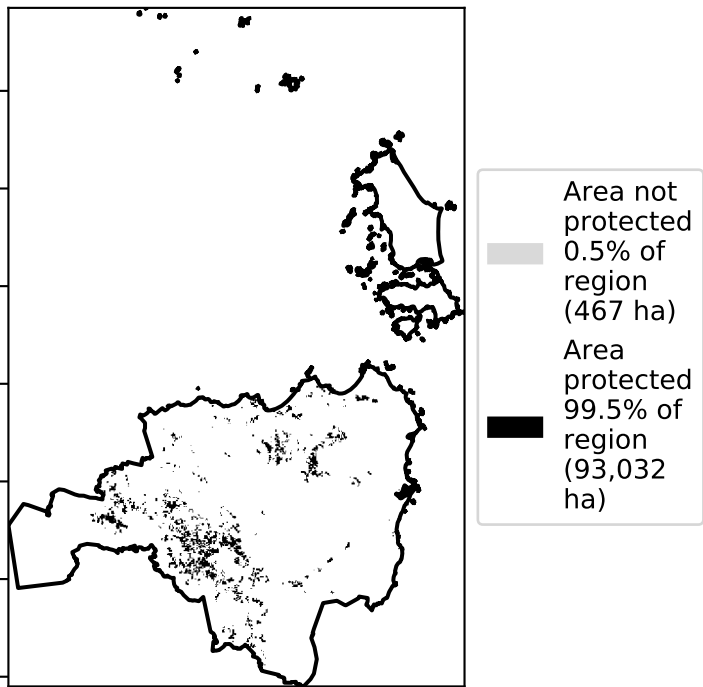 Area not
protected
0.5% of
region
(467 ha)
Area
protected
99.5% of
region
(93,032
ha)